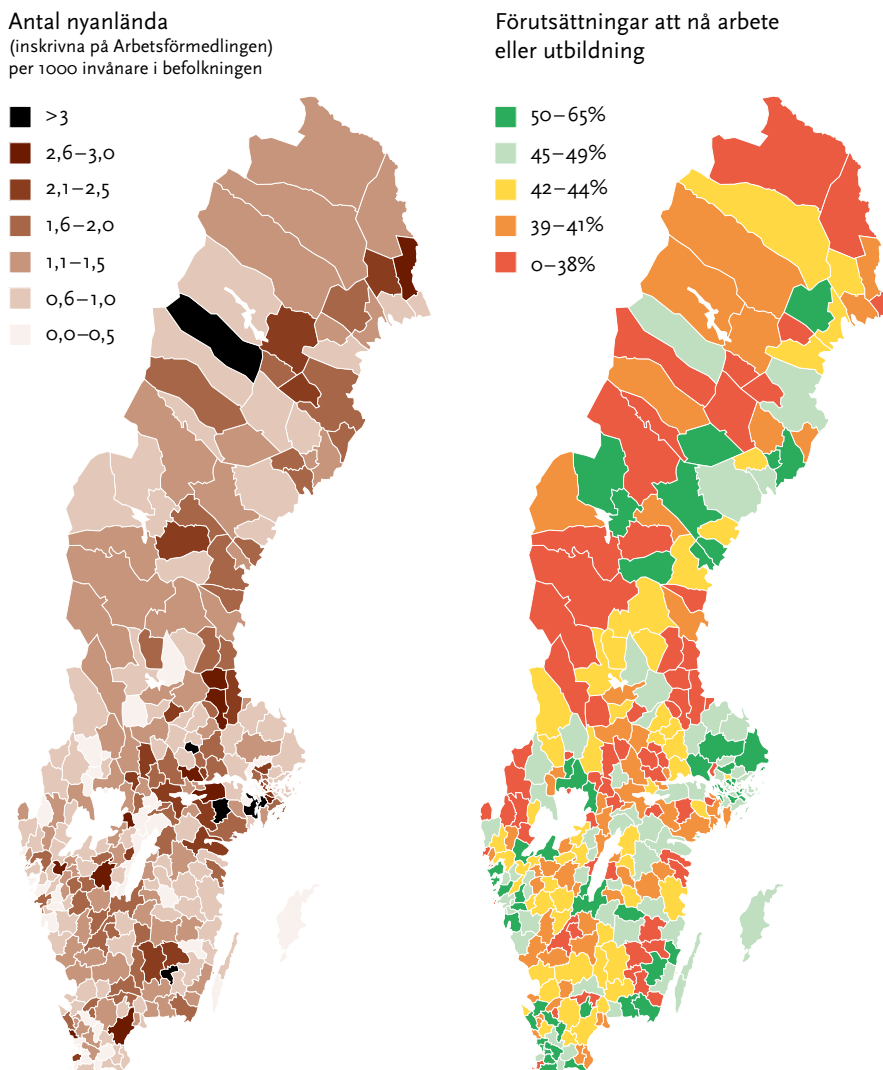 Antal nyanlända
(inskrivna på Arbetsförmedlingen)
per 1000 invånare i befolkningen
>3
2,6–3,0
2,1–2,5
1,6–2,0
1,1–1,5
0,6–1,0
0,0–0,5
Förutsättningar att nå arbete
eller utbildning
50–65%
45–49%
42–44%
39–41%
0–38%